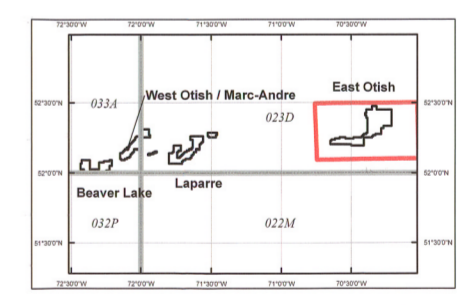 72°30'0"W 72°0'0"W 71°30'0"W 71°0'0"W 70°30'0"W
East Otish
West Otish / Marc-Andre
52°30'0"N 033A 023D 52°30'0"N
52°0'0"N 52°0'0"N
Beaver Lake Laparre
032P 022M
51°30'0"N 51°30'0"N
72°30'0"W 72°0'0"W 71°30'0"W 71°0'0"W 70°30'0"W